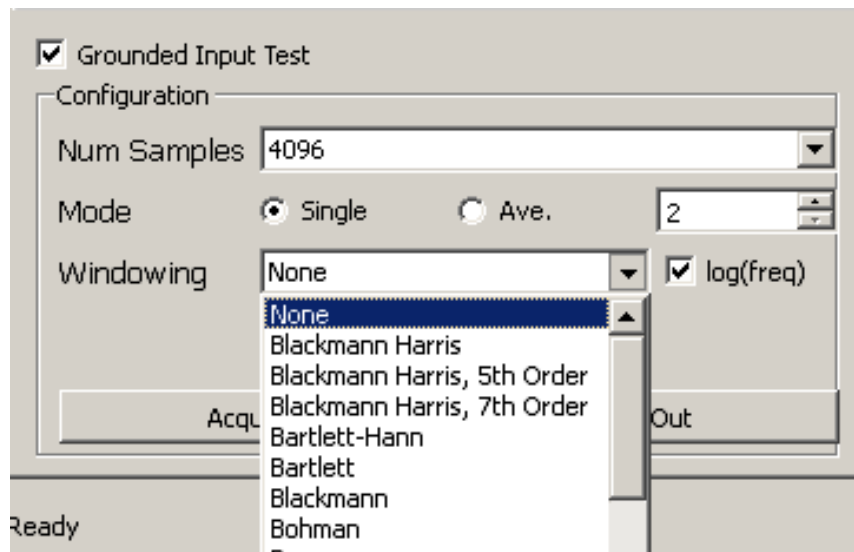 Grounded Input Test
Configuration
Num Samples 4096
Mode Single Ave. 2
Windowing None log(freq)
None
Blackmann Harris
Blackmann Harris, 5th Order
Blackmann Harris, 7th Order
Acqu Out
Bartlett-Hann
Bartlett
Blackmann
Ready
Bohman